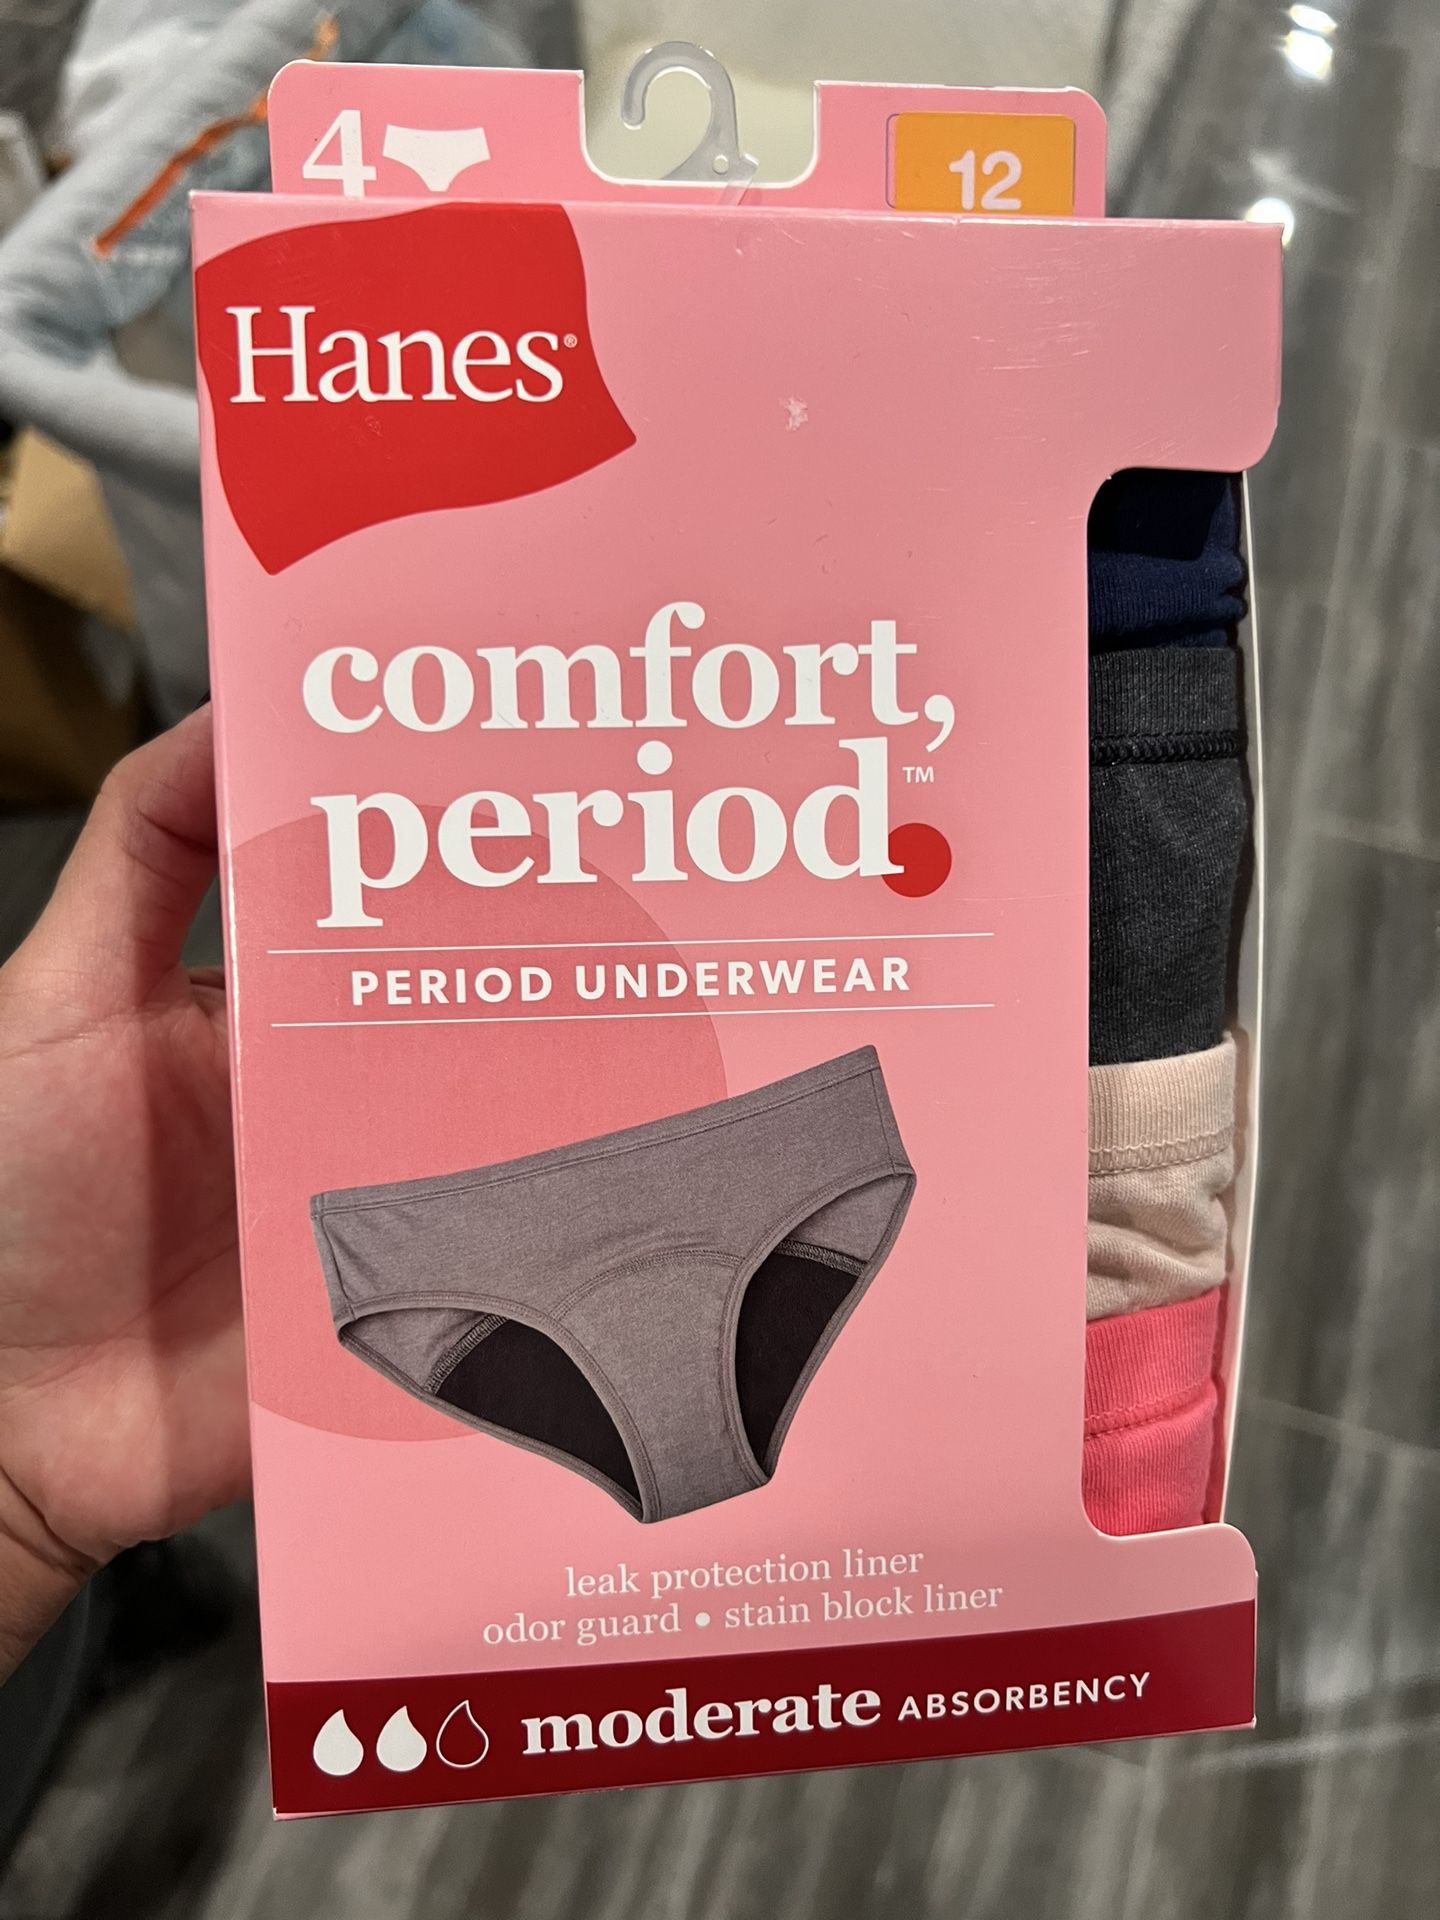 4
12
Hanes®
comfort,
period.™
PERIOD UNDERWEAR
leak protection liner
odor guard • stain block liner
moderate ABSORBENCY